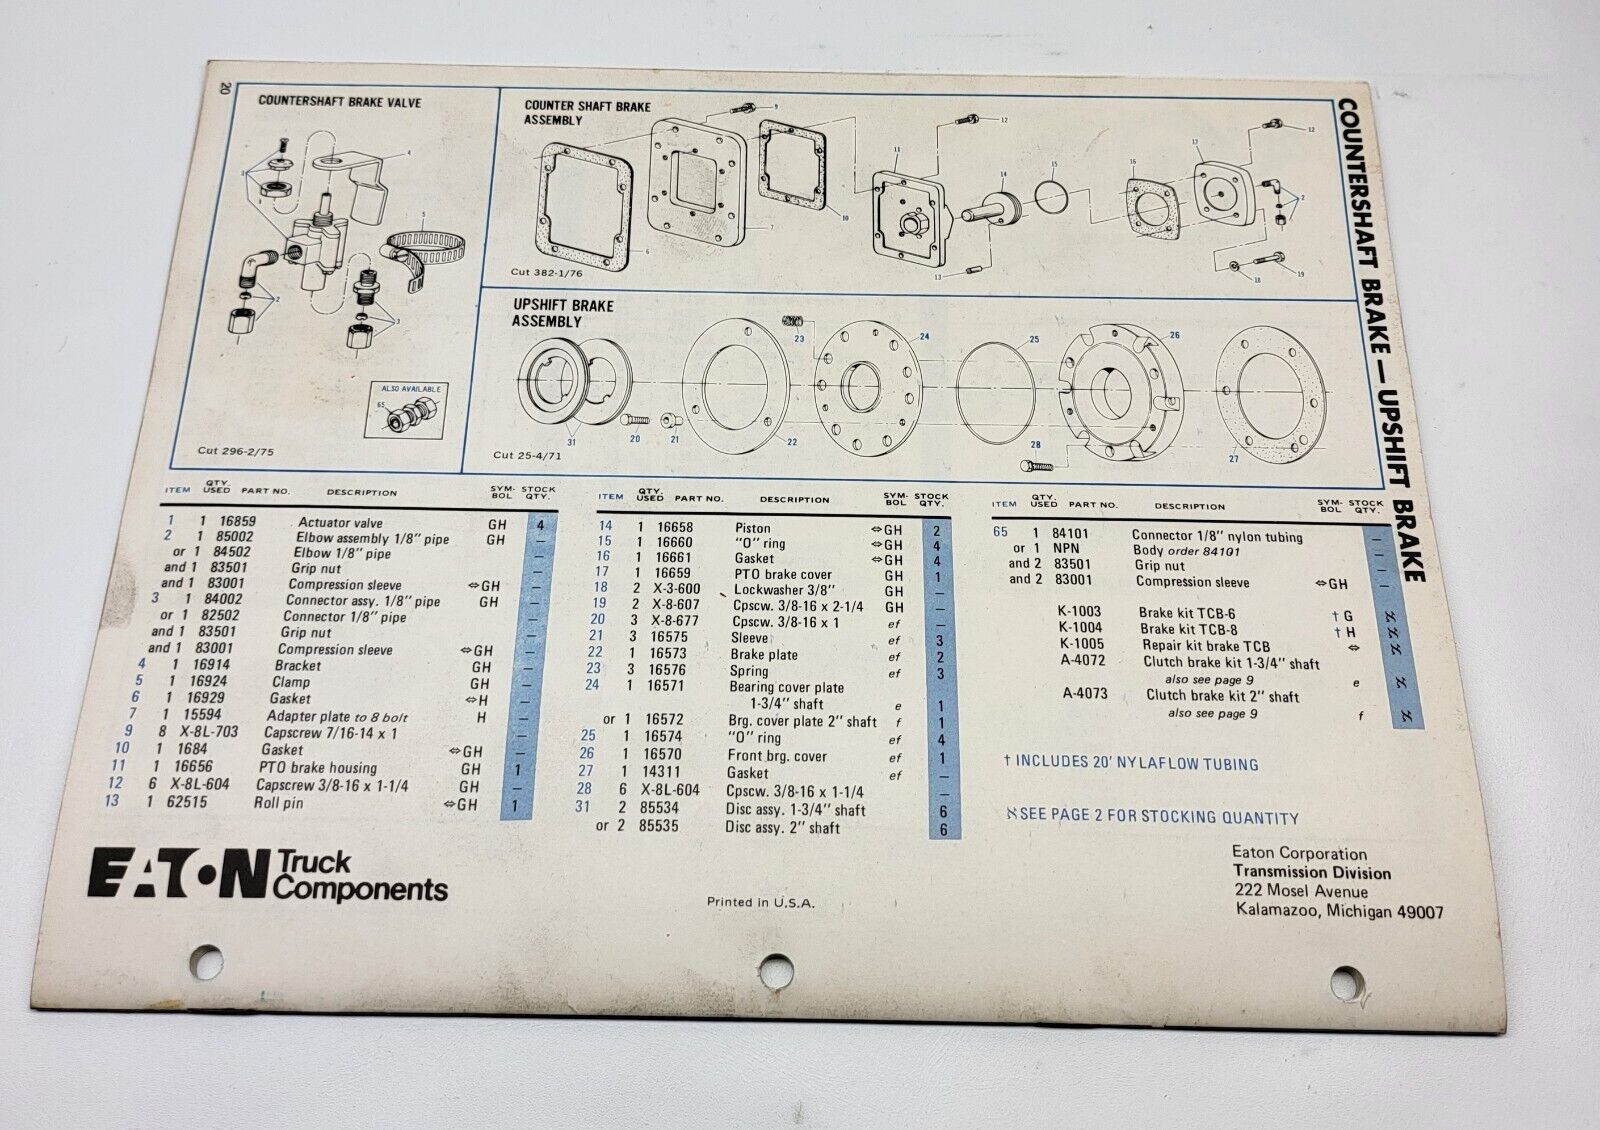 20
COUNTERSHAFT BRAKE — UPSHIFT BRAKE
COUNTERSHAFT BRAKE VALVE
ALSO AVAILABLE
65
Cut 296-2/75
COUNTER SHAFT BRAKE
ASSEMBLY
Cut 382-1/76
UPSHIFT BRAKE
ASSEMBLY
Cut 25-4/71
ITEM QTY. USED PART NO. DESCRIPTION SYM- BOL STOCK QTY.
1 1 16859 Actuator valve GH 4
2 1 85002 Elbow assembly 1/8" pipe GH —
or 1 84502 Elbow 1/8" pipe —
and 1 83501 Grip nut —
and 1 83001 Compression sleeve ⇔GH —
3 1 84002 Connector assy. 1/8" pipe GH —
or 1 82502 Connector 1/8" pipe —
and 1 83501 Grip nut —
and 1 83001 Compression sleeve ⇔GH —
4 1 16914 Bracket GH —
5 1 16924 Clamp GH —
6 1 16929 Gasket ⇔H —
7 1 15594 Adapter plate to 8 bolt H —
9 8 X-8L-703 Capscrew 7/16-14 x 1 —
10 1 1684 Gasket ⇔GH —
11 1 16656 PTO brake housing GH 1
12 6 X-8L-604 Capscrew 3/8-16 x 1-1/4 GH —
13 1 62515 Roll pin ⇔GH 1
ITEM QTY. USED PART NO. DESCRIPTION SYM- BOL STOCK QTY.
14 1 16658 Piston ⇔GH 2
15 1 16660 "O" ring ⇔GH 4
16 1 16661 Gasket ⇔GH 4
17 1 16659 PTO brake cover GH 1
18 2 X-3-600 Lockwasher 3/8" GH —
19 2 X-8-607 Cpscw. 3/8-16 x 2-1/4 GH —
20 3 X-8-677 Cpscw. 3/8-16 x 1 ef —
21 3 16575 Sleeve ef 3
22 1 16573 Brake plate ef 2
23 3 16576 Spring ef 3
24 1 16571 Bearing cover plate
1-3/4" shaft e 1
or 1 16572 Brg. cover plate 2" shaft f 1
25 1 16574 "O" ring ef 4
26 1 16570 Front brg. cover ef 1
27 1 14311 Gasket ef —
28 6 X-8L-604 Cpscw. 3/8-16 x 1-1/4 —
31 2 85534 Disc assy. 1-3/4" shaft 6
or 2 85535 Disc assy. 2" shaft 6
ITEM QTY. USED PART NO. DESCRIPTION SYM- BOL STOCK QTY.
65 1 84101 Connector 1/8" nylon tubing —
or 1 NPN Body order 84101 —
and 2 83501 Grip nut —
and 2 83001 Compression sleeve ⇔GH —
K-1003 Brake kit TCB-6 † G ℵ
K-1004 Brake kit TCB-8 † H ℵ
K-1005 Repair kit brake TCB ⇔ ℵ
A-4072 Clutch brake kit 1-3/4" shaft
also see page 9 e ℵ
A-4073 Clutch brake kit 2" shaft
also see page 9 f ℵ
† INCLUDES 20' NYLAFLOW TUBING
ℵSEE PAGE 2 FOR STOCKING QUANTITY
EATON Truck
Components
Printed in U.S.A.
Eaton Corporation
Transmission Division
222 Mosel Avenue
Kalamazoo, Michigan 49007